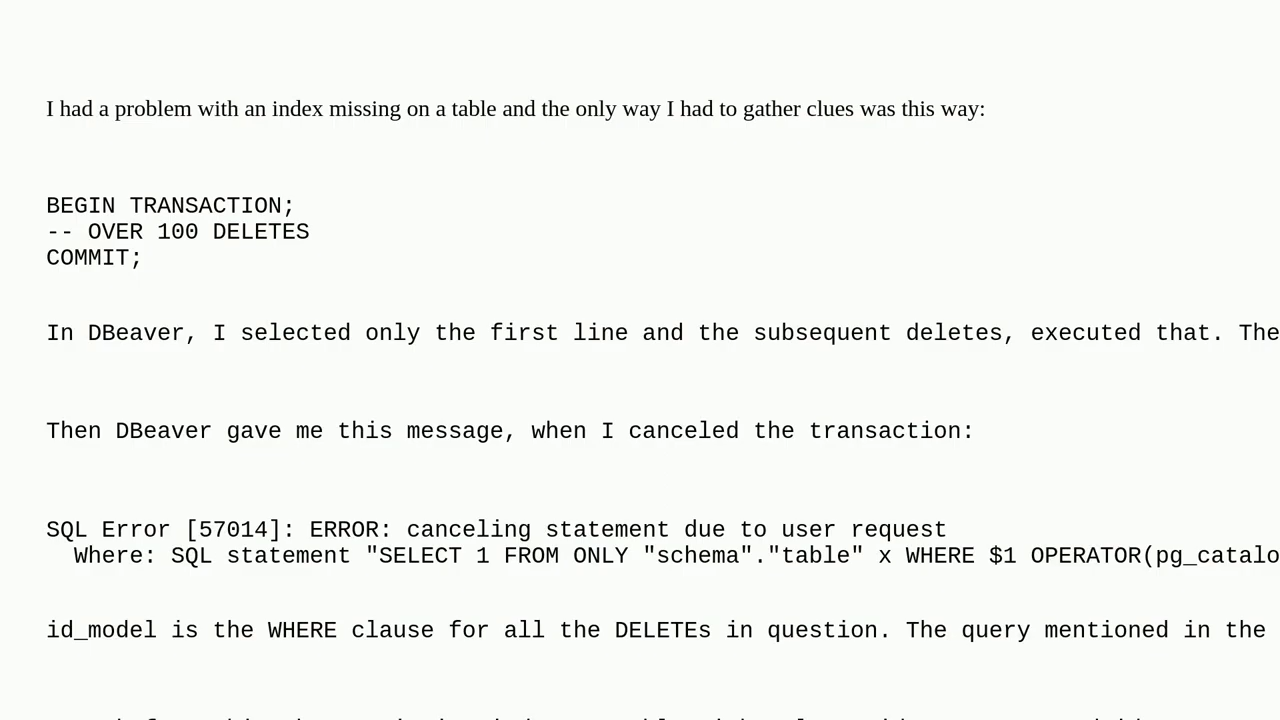 I had a problem with an index missing on a table and the only way I had to gather clues was this way:
BEGIN TRANSACTION;
-- OVER 100 DELETES
COMMIT;
In DBeaver, I selected only the first line and the subsequent deletes, executed that. The
Then DBeaver gave me this message, when I canceled the transaction:
SQL Error [57014]: ERROR: canceling statement due to user request
Where: SQL statement "SELECT 1 FROM ONLY "schema"."table" x WHERE $1 OPERATOR(pg_catalo
id_model is the WHERE clause for all the DELETEs in question. The query mentioned in the